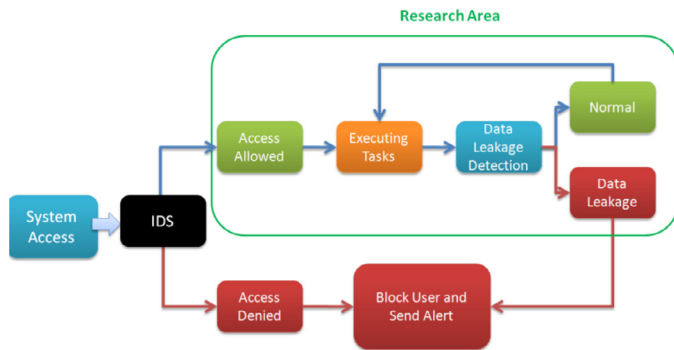 Research Area
Normal
Access
Allowed
Executing
Tasks
Data
Leakage
Detection
Data
Leakage
System
Access
IDS
Access
Denied
Block User and
Send Alert